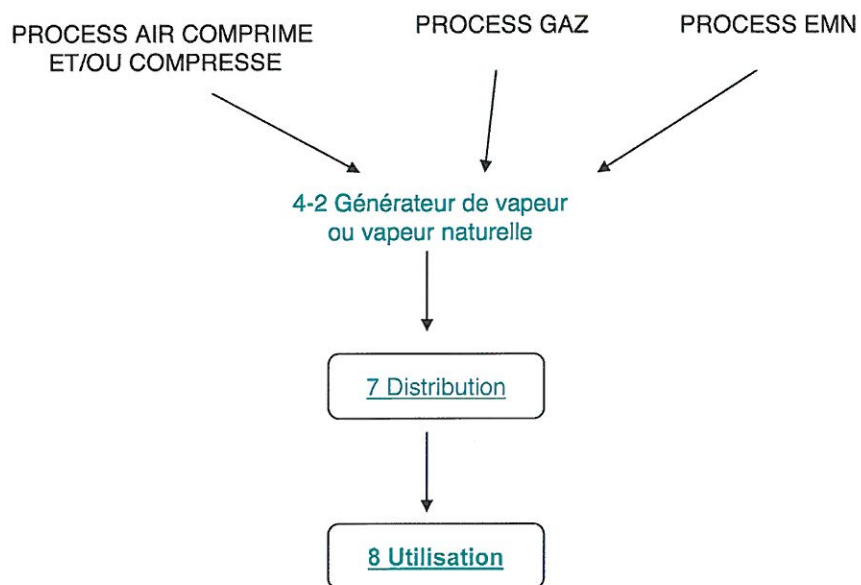 PROCESS AIR COMPRIME
ET/OU COMPRESSE
PROCESS GAZ
PROCESS EMN
4-2 Générateur de vapeur
ou vapeur naturelle
7 Distribution
8 Utilisation